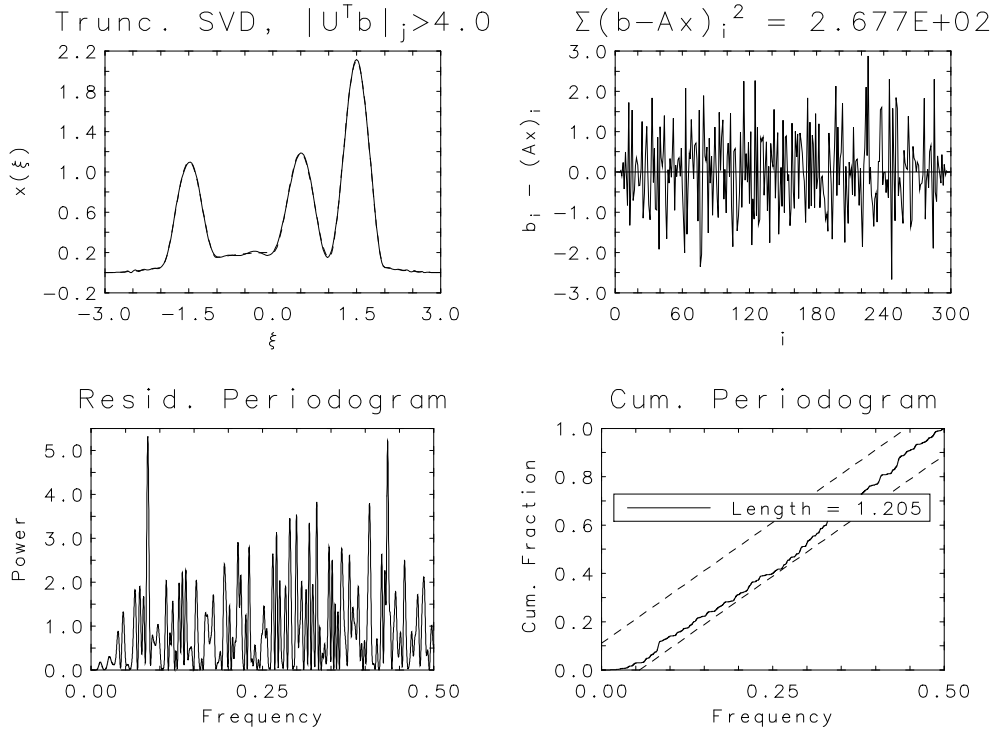 Trunc. SVD, |Uᵀb|ⱼ>4.0
2.2
1.8
1.4
1.0
0.6
0.2
−0.2
x(ξ)
−3.0 −1.5 0.0 1.5 3.0
ξ
Σ(b−Ax)ᵢ² = 2.677E+02
3.0
2.0
1.0
0.0
−1.0
−2.0
−3.0
bᵢ − (Ax)ᵢ
0 60 120 180 240 300
i
Resid. Periodogram
5.0
4.0
3.0
2.0
1.0
0.0
Power
0.00 0.25 0.50
Frequency
Cum. Periodogram
1.0
0.8
0.6
0.4
0.2
0.0
Cum. Fraction
Length = 1.205
0.00 0.25 0.50
Frequency